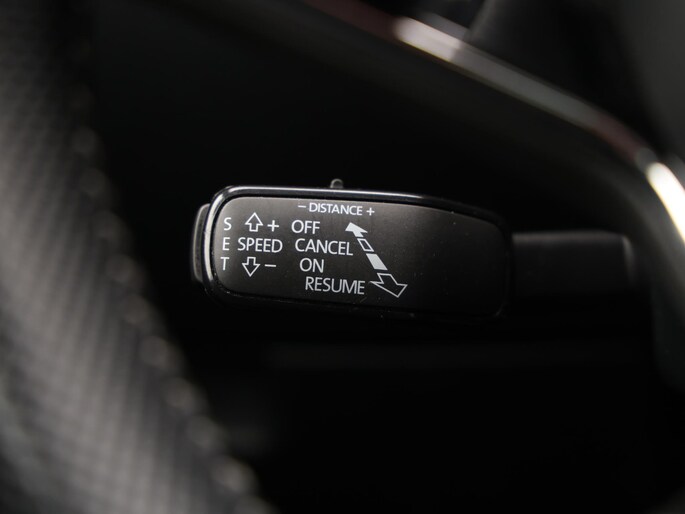 – DISTANCE +
S + OFF
E SPEED CANCEL
T – ON
RESUME